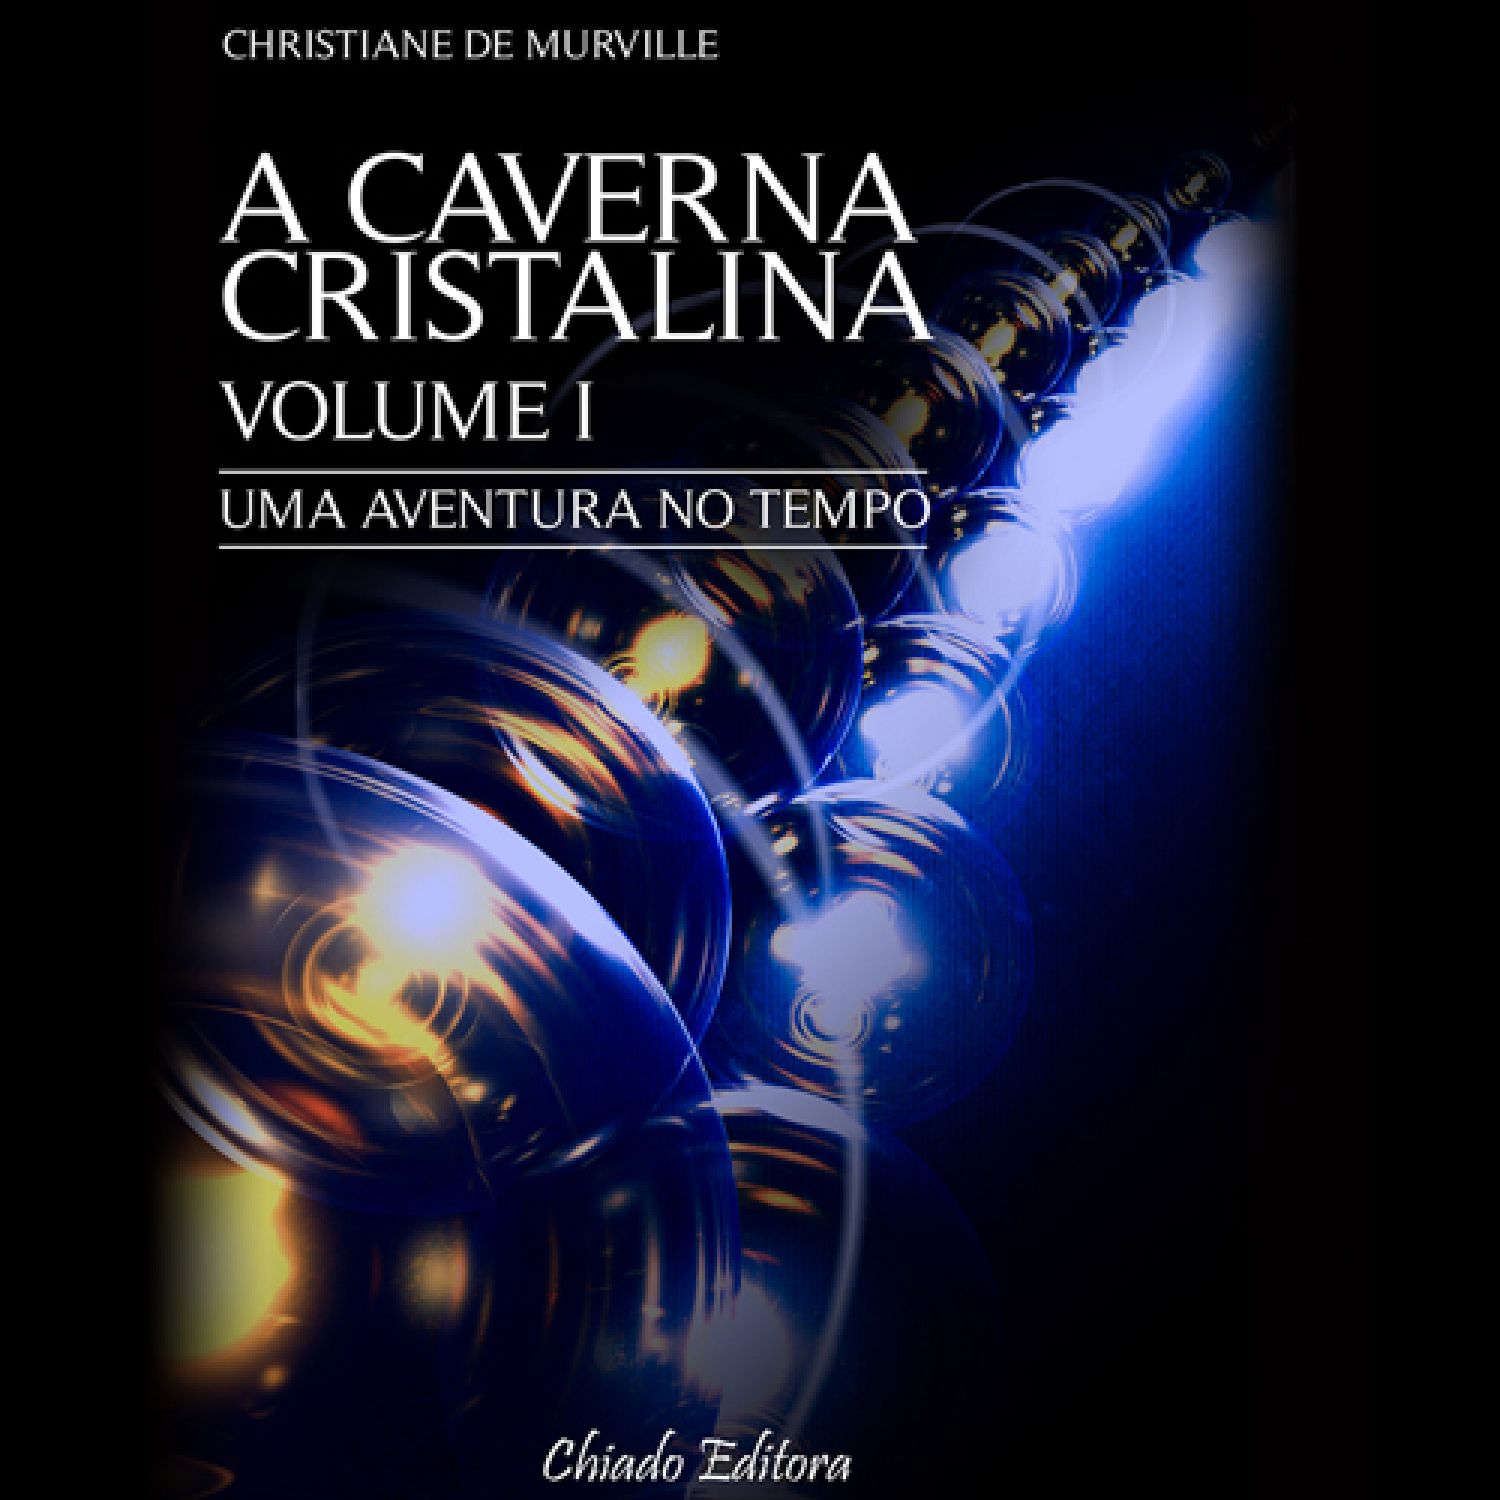 CHRISTIANE DE MURVILLE
A CAVERNA
CRISTALINA
VOLUME I
UMA AVENTURA NO TEMPO
Chiado Editora